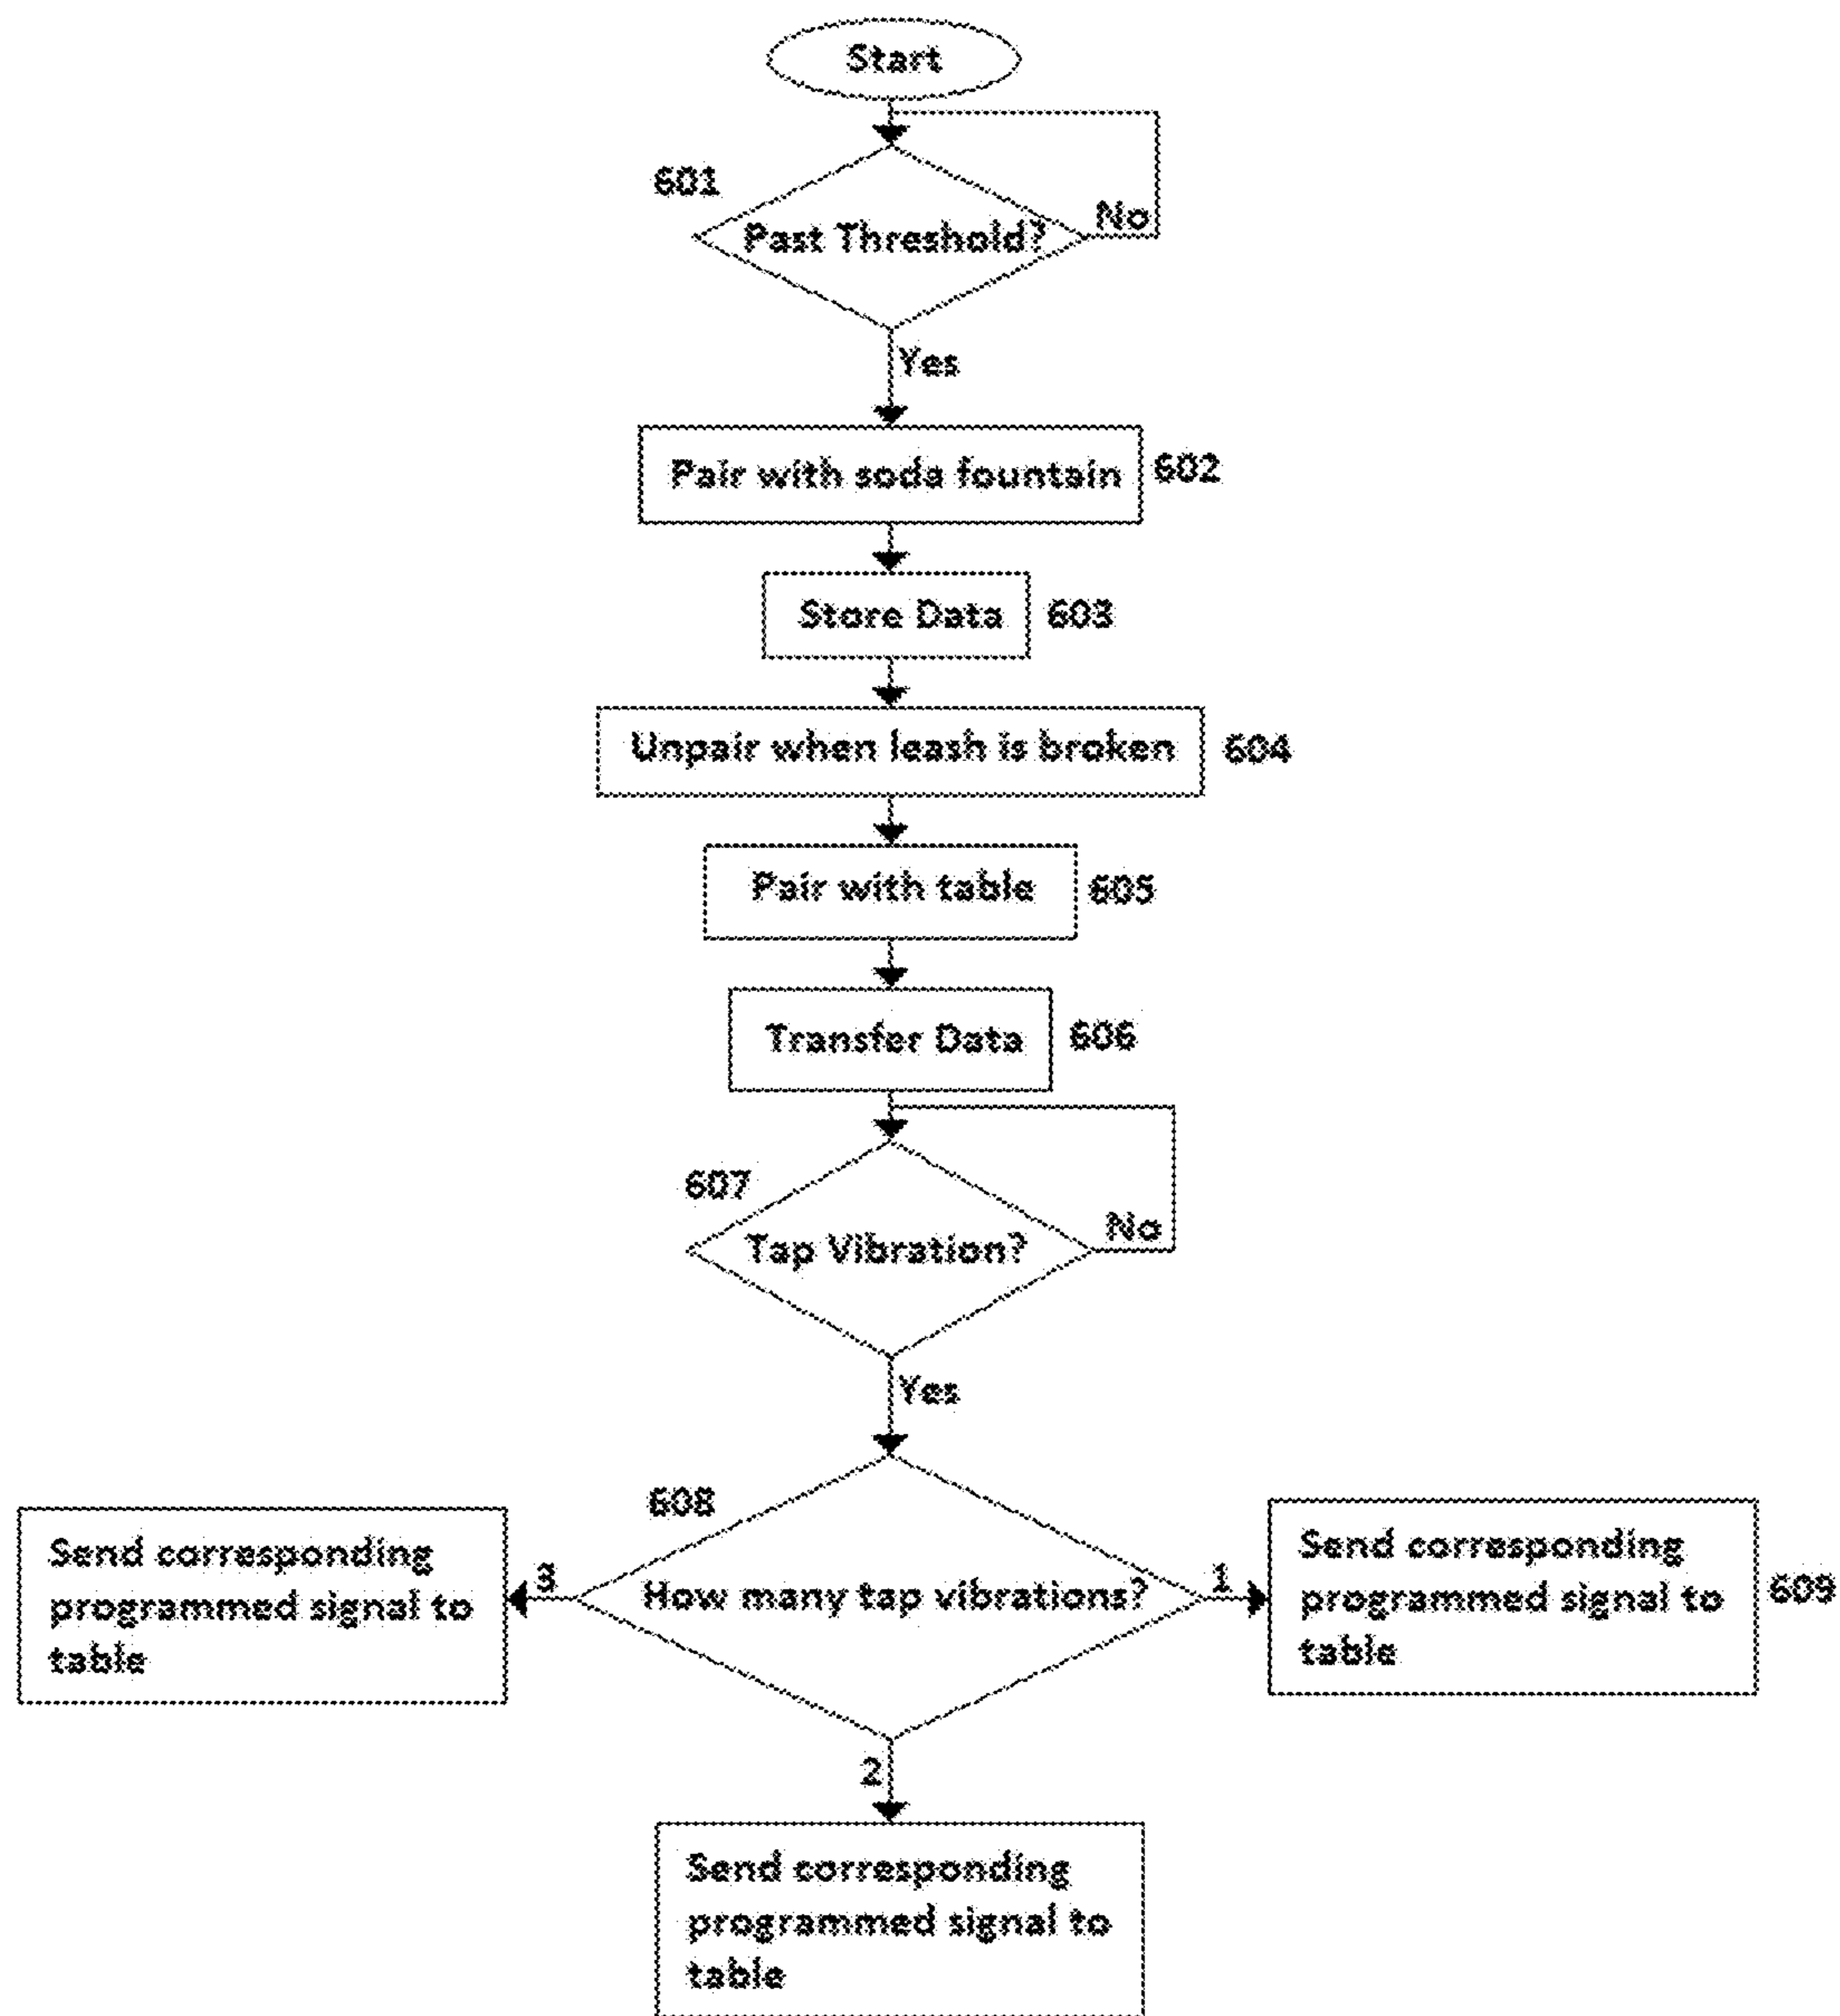 Start
601
Past Threshold?
No
Yes
Pair with soda fountain
602
Store Data
603
Unpair when leash is broken
604
Pair with table
605
Transfer Data
606
607
Tap Vibration?
No
Yes
608
How many tap vibrations?
3
Send corresponding
programmed signal to
table
1
Send corresponding
programmed signal to
table
609
2
Send corresponding
programmed signal to
table